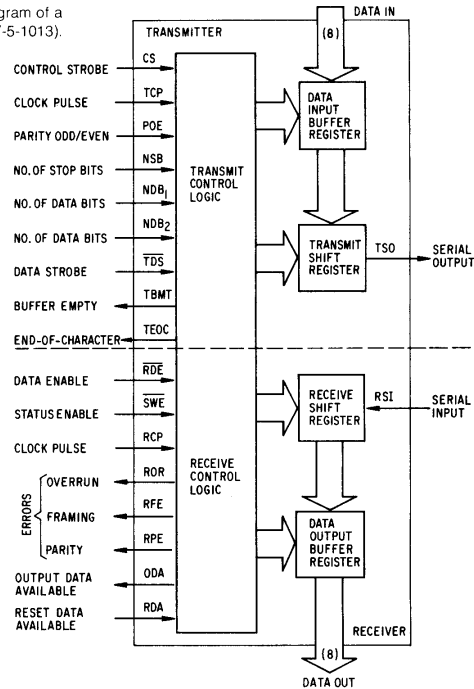 gram of a
-5-1013).
DATA IN
TRANSMITTER
(8)
CONTROL STROBE CS
CLOCK PULSE TCP
PARITY ODD/EVEN POE
NO. OF STOP BITS NSB
NO. OF DATA BITS NDB1
NO. OF DATA BITS NDB2
DATA STROBE TDS
BUFFER EMPTY TBMT
END-OF-CHARACTER TEOC
TRANSMIT
CONTROL
LOGIC
DATA
INPUT
BUFFER
REGISTER
TRANSMIT
SHIFT
REGISTER
TSO
SERIAL
OUTPUT
DATA ENABLE RDE
STATUS ENABLE SWE
CLOCK PULSE RCP
ERRORS
OVERRUN ROR
FRAMING RFE
PARITY RPE
OUTPUT DATA
AVAILABLE
ODA
RESET DATA
AVAILABLE
RDA
RECEIVE
CONTROL
LOGIC
RECEIVE
SHIFT
REGISTER
RSI
SERIAL
INPUT
DATA
OUTPUT
BUFFER
REGISTER
RECEIVER
(8)
DATA OUT